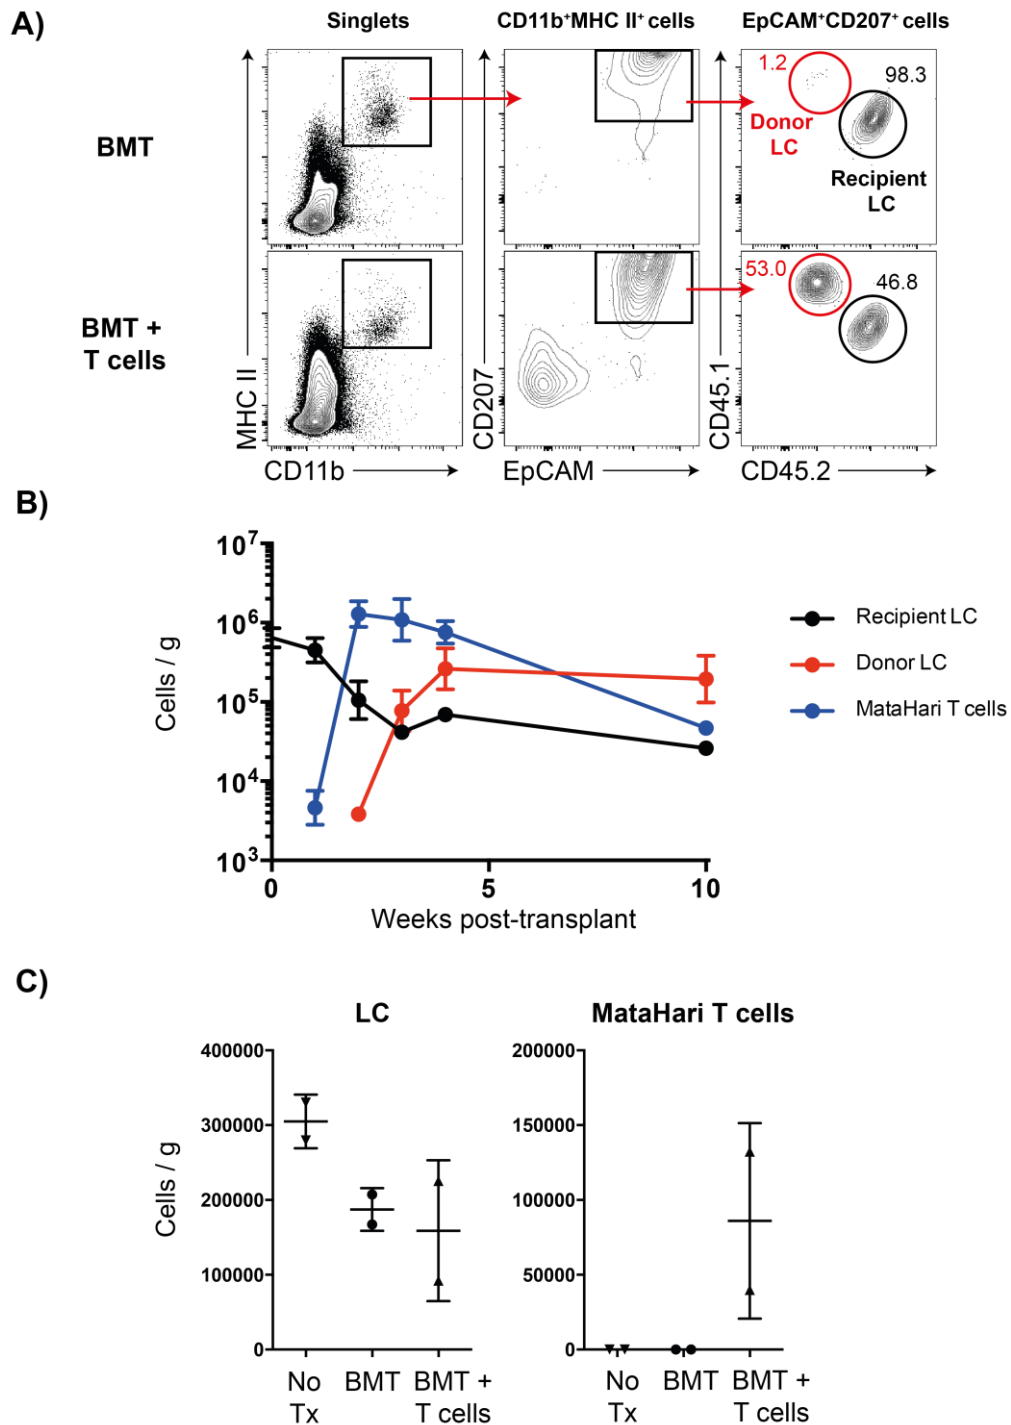 A)
Singlets
CD11b⁺MHC II⁺ cells
EpCAM⁺CD207⁺ cells
BMT
1.2
98.3
Donor
LC
Recipient
LC
BMT +
T cells
53.0
46.8
MHC II
CD207
CD45.1
CD11b
EpCAM
CD45.2
B)
10⁷
10⁶
10⁵
10⁴
10³
Cells / g
0
5
10
Weeks post-transplant
Recipient LC
Donor LC
MataHari T cells
C)
LC
MataHari T cells
Cells / g
400000
300000
200000
100000
0
200000
150000
100000
50000
0
No
Tx
BMT
BMT +
T cells
No
Tx
BMT
BMT +
T cells